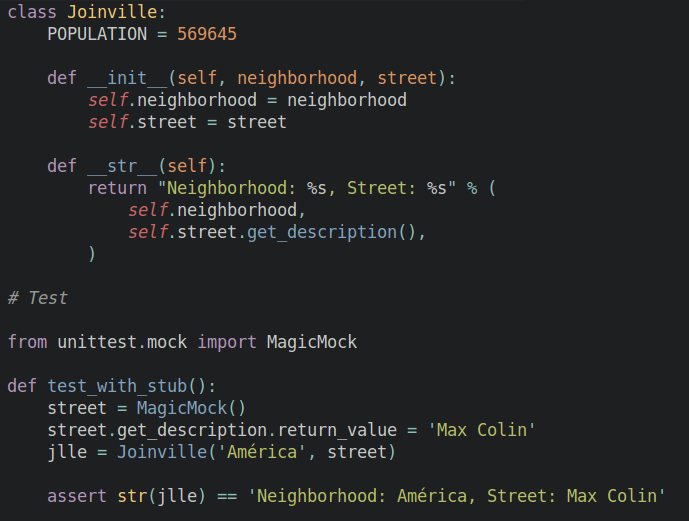 class Joinville:
    POPULATION = 569645

    def __init__(self, neighborhood, street):
        self.neighborhood = neighborhood
        self.street = street

    def __str__(self):
        return "Neighborhood: %s, Street: %s" % (
            self.neighborhood,
            self.street.get_description(),
        )

# Test

from unittest.mock import MagicMock

def test_with_stub():
    street = MagicMock()
    street.get_description.return_value = 'Max Colin'
    jlle = Joinville('América', street)

    assert str(jlle) == 'Neighborhood: América, Street: Max Colin'